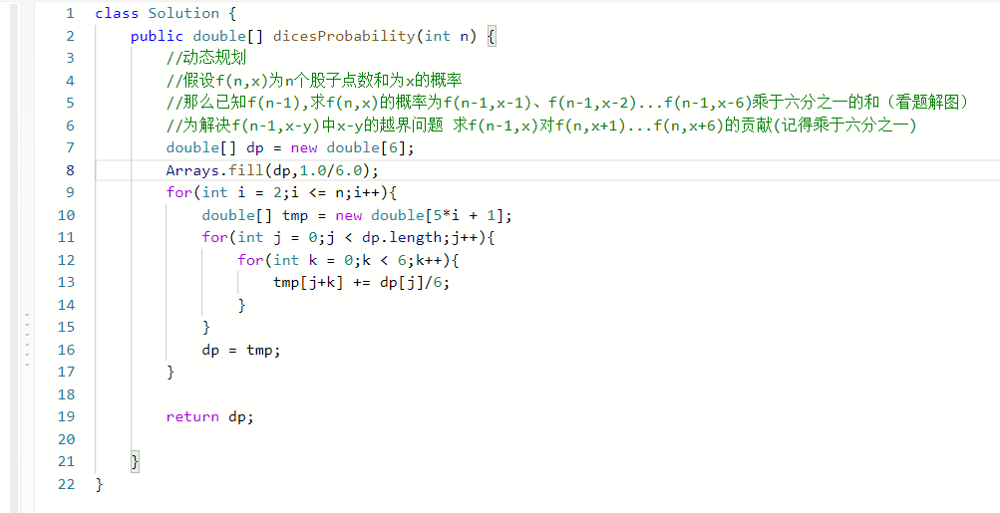 1 class Solution {
2     public double[] dicesProbability(int n) {
3         //动态规划
4         //假设f(n,x)为n个股子点数和为x的概率
5         //那么已知f(n-1),求f(n,x)的概率为f(n-1,x-1)、f(n-1,x-2)...f(n-1,x-6)乘于六分之一的和（看题解图）
6         //为解决f(n-1,x-y)中x-y的越界问题 求f(n-1,x)对f(n,x+1)...f(n,x+6)的贡献(记得乘于六分之一)
7         double[] dp = new double[6];
8         Arrays.fill(dp,1.0/6.0);
9         for(int i = 2;i <= n;i++){
10             double[] tmp = new double[5*i + 1];
11             for(int j = 0;j < dp.length;j++){
12                 for(int k = 0;k < 6;k++){
13                     tmp[j+k] += dp[j]/6;
14                 }
15             }
16             dp = tmp;
17         }
18
19         return dp;
20
21     }
22 }